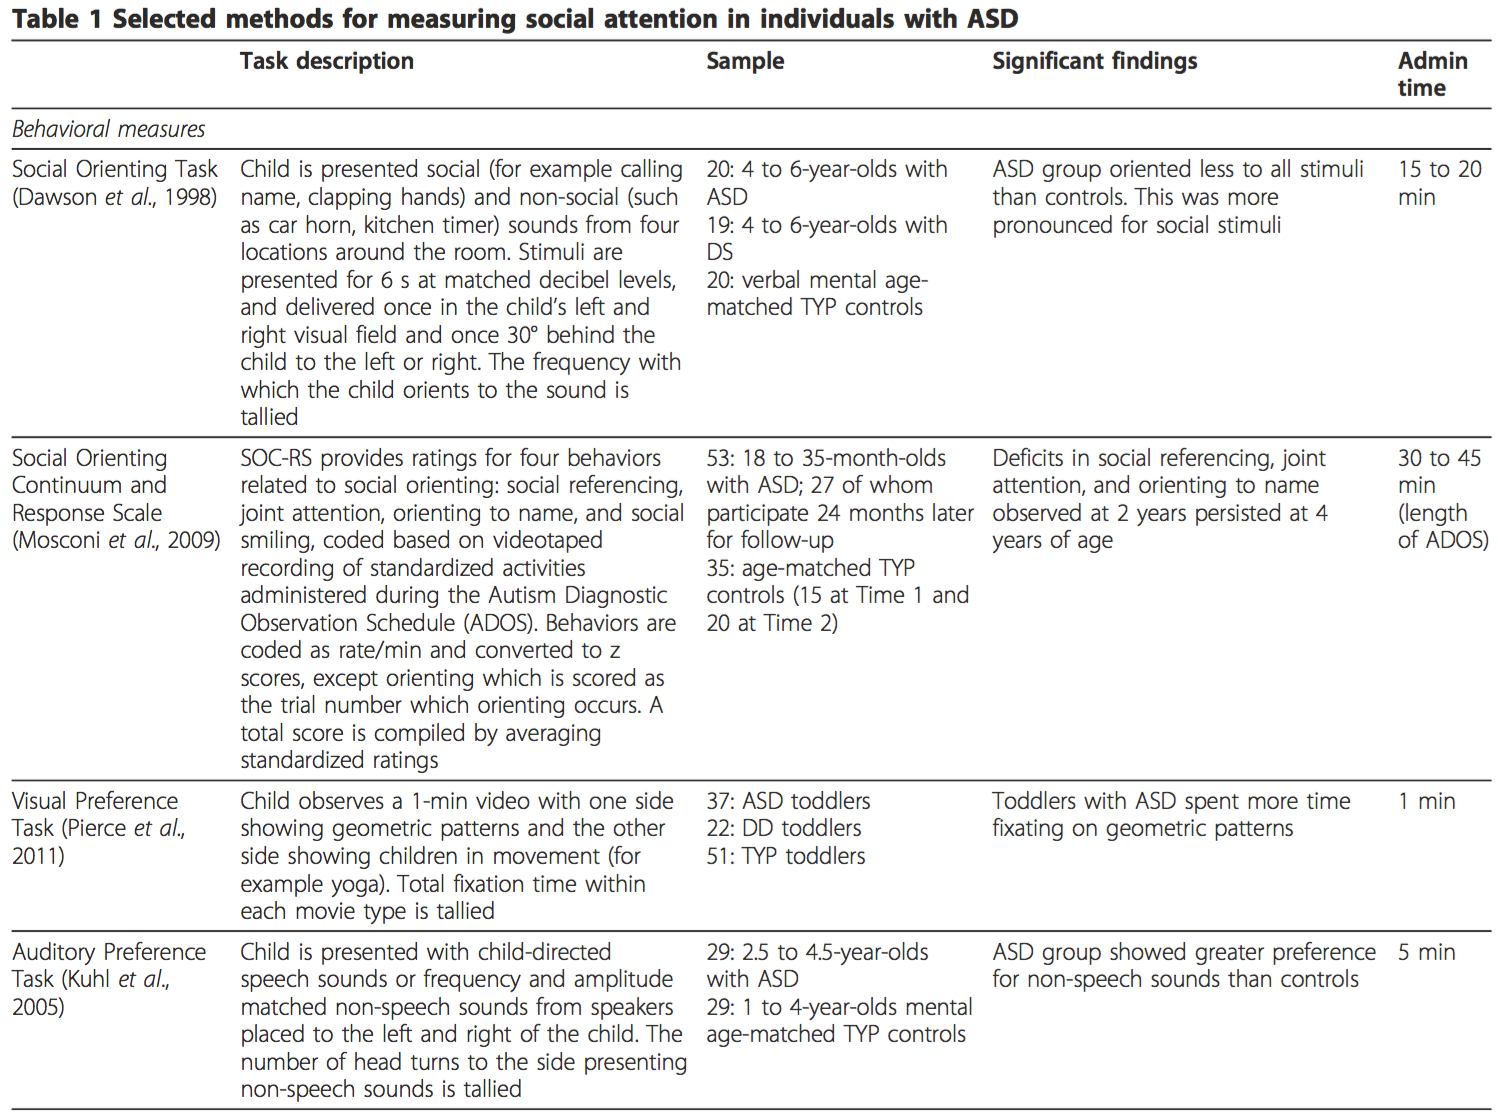 Table 1 Selected methods for measuring social attention in individuals with ASD
Task description Sample Significant findings Admin time
Behavioral measures
Social Orienting Task Child is presented social (for example calling 20: 4 to 6-year-olds with ASD group oriented less to all stimuli 15 to 20
(Dawson et al., 1998) name, clapping hands) and non-social (such ASD than controls. This was more min
as car horn, kitchen timer) sounds from four 19: 4 to 6-year-olds with pronounced for social stimuli
locations around the room. Stimuli are DS
presented for 6 s at matched decibel levels, 20: verbal mental age-
and delivered once in the child's left and matched TYP controls
right visual field and once 30° behind the
child to the left or right. The frequency with
which the child orients to the sound is
tallied
Social Orienting SOC-RS provides ratings for four behaviors 53: 18 to 35-month-olds Deficits in social referencing, joint 30 to 45
Continuum and related to social orienting: social referencing, with ASD; 27 of whom attention, and orienting to name min
Response Scale joint attention, orienting to name, and social participate 24 months later observed at 2 years persisted at 4 (length
(Mosconi et al., 2009) smiling, coded based on videotaped for follow-up years of age of ADOS)
recording of standardized activities 35: age-matched TYP
administered during the Autism Diagnostic controls (15 at Time 1 and
Observation Schedule (ADOS). Behaviors are 20 at Time 2)
coded as rate/min and converted to z
scores, except orienting which is scored as
the trial number which orienting occurs. A
total score is compiled by averaging
standardized ratings
Visual Preference Child observes a 1-min video with one side 37: ASD toddlers Toddlers with ASD spent more time 1 min
Task (Pierce et al., showing geometric patterns and the other 22: DD toddlers fixating on geometric patterns
2011) side showing children in movement (for 51: TYP toddlers
example yoga). Total fixation time within
each movie type is tallied
Auditory Preference Child is presented with child-directed 29: 2.5 to 4.5-year-olds ASD group showed greater preference 5 min
Task (Kuhl et al., speech sounds or frequency and amplitude with ASD for non-speech sounds than controls
2005) matched non-speech sounds from speakers 29: 1 to 4-year-olds mental
placed to the left and right of the child. The age-matched TYP controls
number of head turns to the side presenting
non-speech sounds is tallied